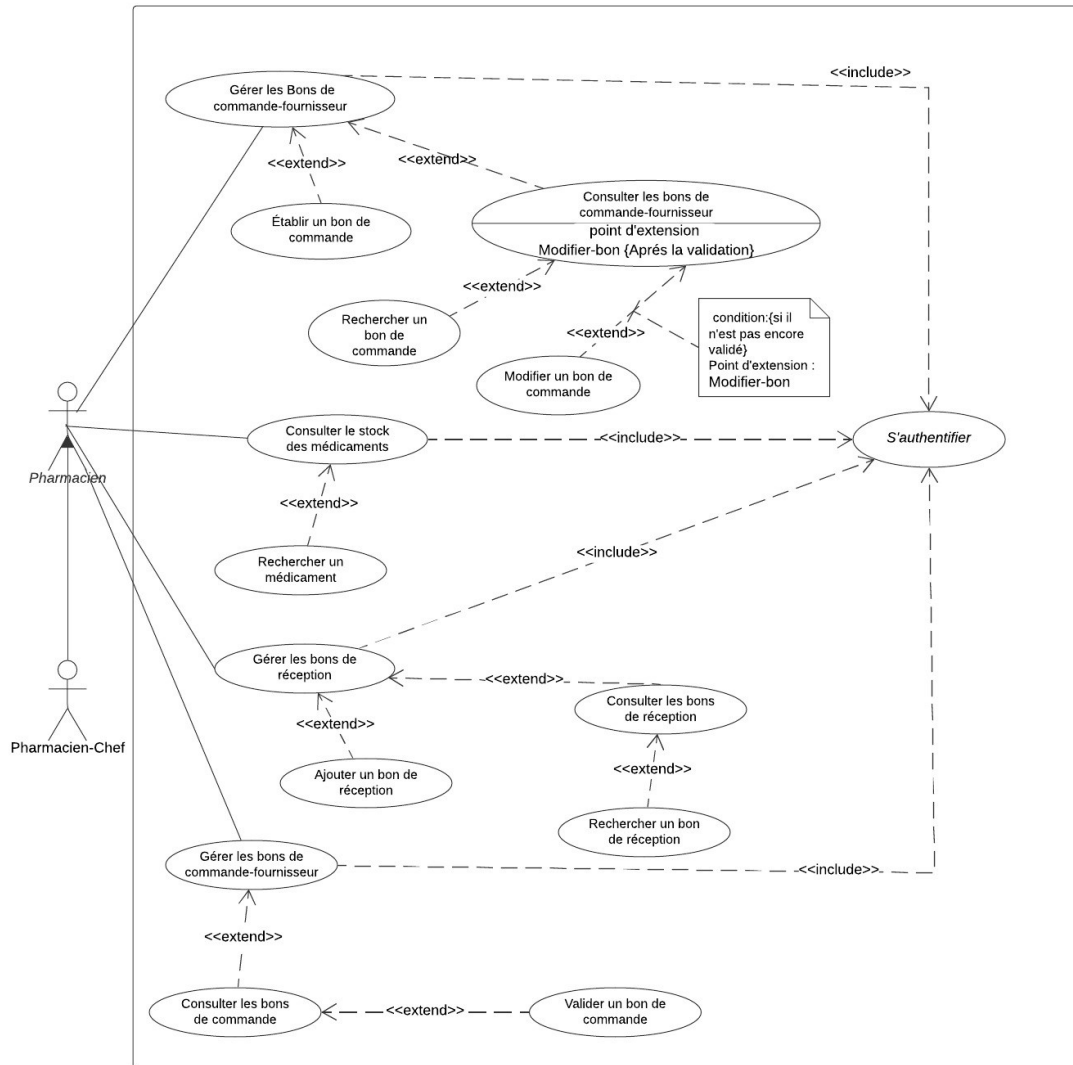 <<include>>
Gérer les Bons de
commande-fournisseur
<<extend>>
<<extend>>
Consulter les bons de
commande-fournisseur
point d'extension
Modifier-bon {Aprés la validation}
Établir un bon de
commande
<<extend>>
Rechercher un
bon de
commande
<<extend>>
condition:{si il
n'est pas encore
validé}
Point d'extension :
Modifier-bon
Modifier un bon de
commande
Pharmacien
Consulter le stock
des médicaments
<<include>>
S'authentifier
<<extend>>
Rechercher un
médicament
<<include>>
Gérer les bons de
réception
<<extend>>
Consulter les bons
de réception
<<extend>>
Pharmacien-Chef
Ajouter un bon de
réception
<<extend>>
Rechercher un bon
de réception
Gérer les bons de
commande-fournisseur
<<include>>
<<extend>>
Consulter les bons
de commande
<<extend>>
Valider un bon de
commande